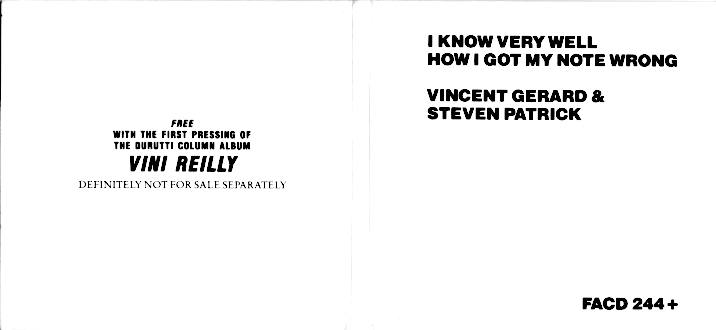 FREE
WITH THE FIRST PRESSING OF
THE DURUTTI COLUMN ALBUM
VINI REILLY
DEFINITELY NOT FOR SALE SEPARATELY
I KNOW VERY WELL
HOW I GOT MY NOTE WRONG
VINCENT GERARD &
STEVEN PATRICK
FACD 244+